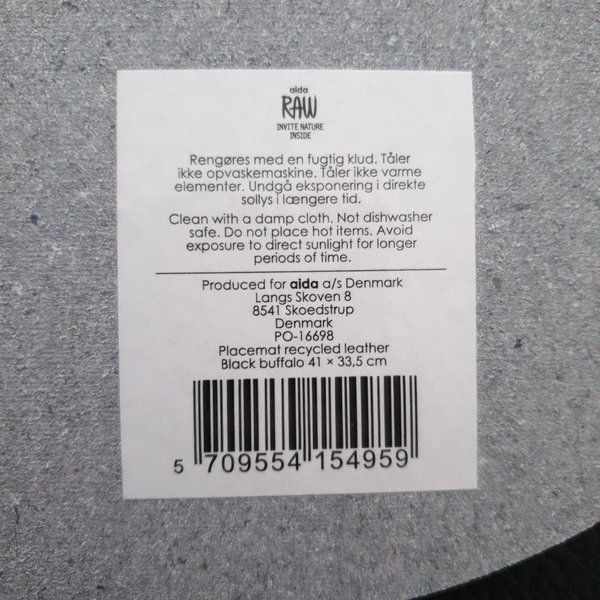 aida
RAW
INVITE NATURE
INSIDE
Rengøres med en fugtig klud. Tåler
ikke opvaskemaskine. Tåler ikke varme
elementer. Undgå eksponering i direkte
sollys i længere tid.
Clean with a damp cloth. Not dishwasher
safe. Do not place hot items. Avoid
exposure to direct sunlight for longer
periods of time.
Produced for aida a/s Denmark
Langs Skoven 8
8541 Skoedstrup
Denmark
PO-16698
Placemat recycled leather
Black buffalo 41 × 33,5 cm
5 709554 154959